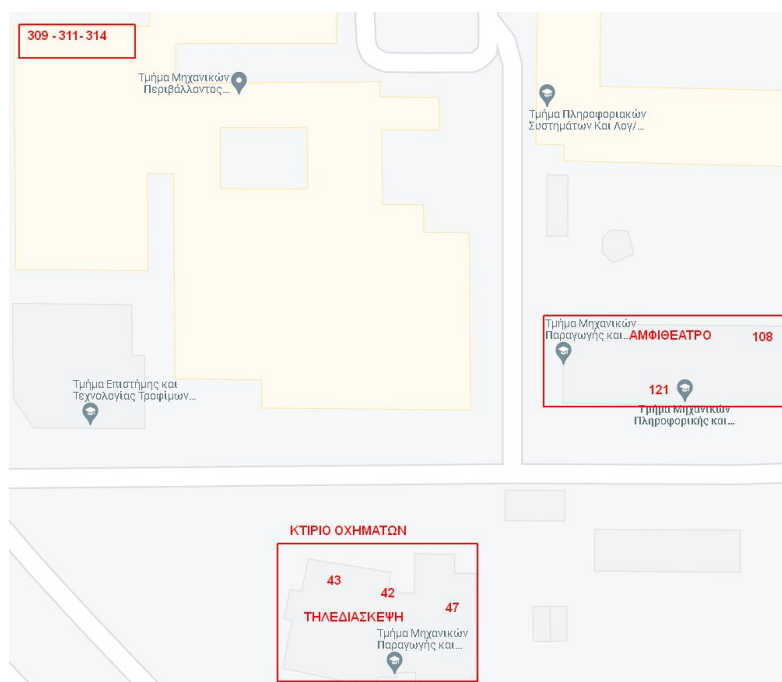 309 - 311- 314
Τμήμα Μηχανικών
Περιβάλλοντος...
Τμήμα Πληροφοριακών
Συστημάτων Και Λογ/...
Τμήμα Μηχανικών
Παραγωγής και...
ΑΜΦΙΘΕΑΤΡΟ
108
121
Τμήμα Μηχανικών
Πληροφορικής και...
Τμήμα Επιστήμης και
Τεχνολογίας Τροφίμων...
ΚΤΙΡΙΟ ΟΧΗΜΑΤΩΝ
43
42
47
ΤΗΛΕΔΙΑΣΚΕΨΗ
Τμήμα Μηχανικών
Παραγωγής και...